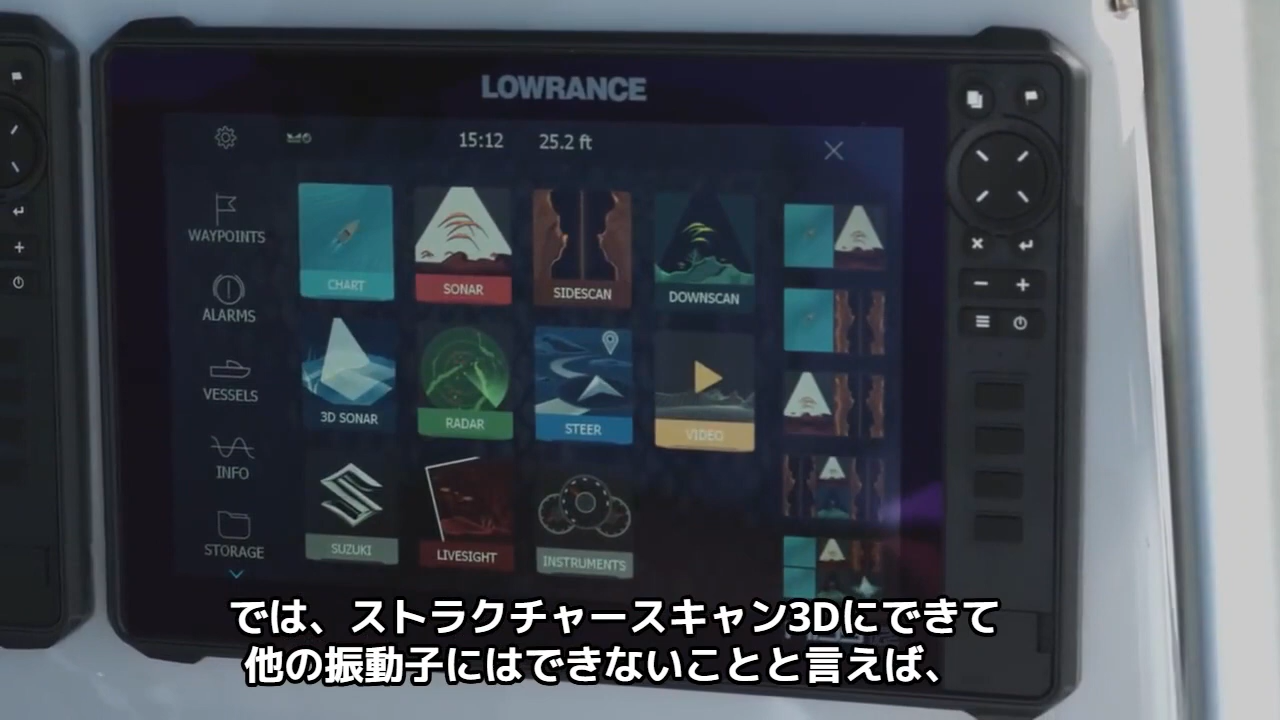 LOWRANCE
15:12 25.2 ft
WAYPOINTS
ALARMS
VESSELS
INFO
STORAGE
CHART
SONAR
SIDESCAN
DOWNSCAN
3D SONAR
RADAR
STEER
VIDEO
SUZUKI
LIVESIGHT
INSTRUMENTS
では、ストラクチャースキャン3Dにできて
他の振動子にはできないことと言えば、